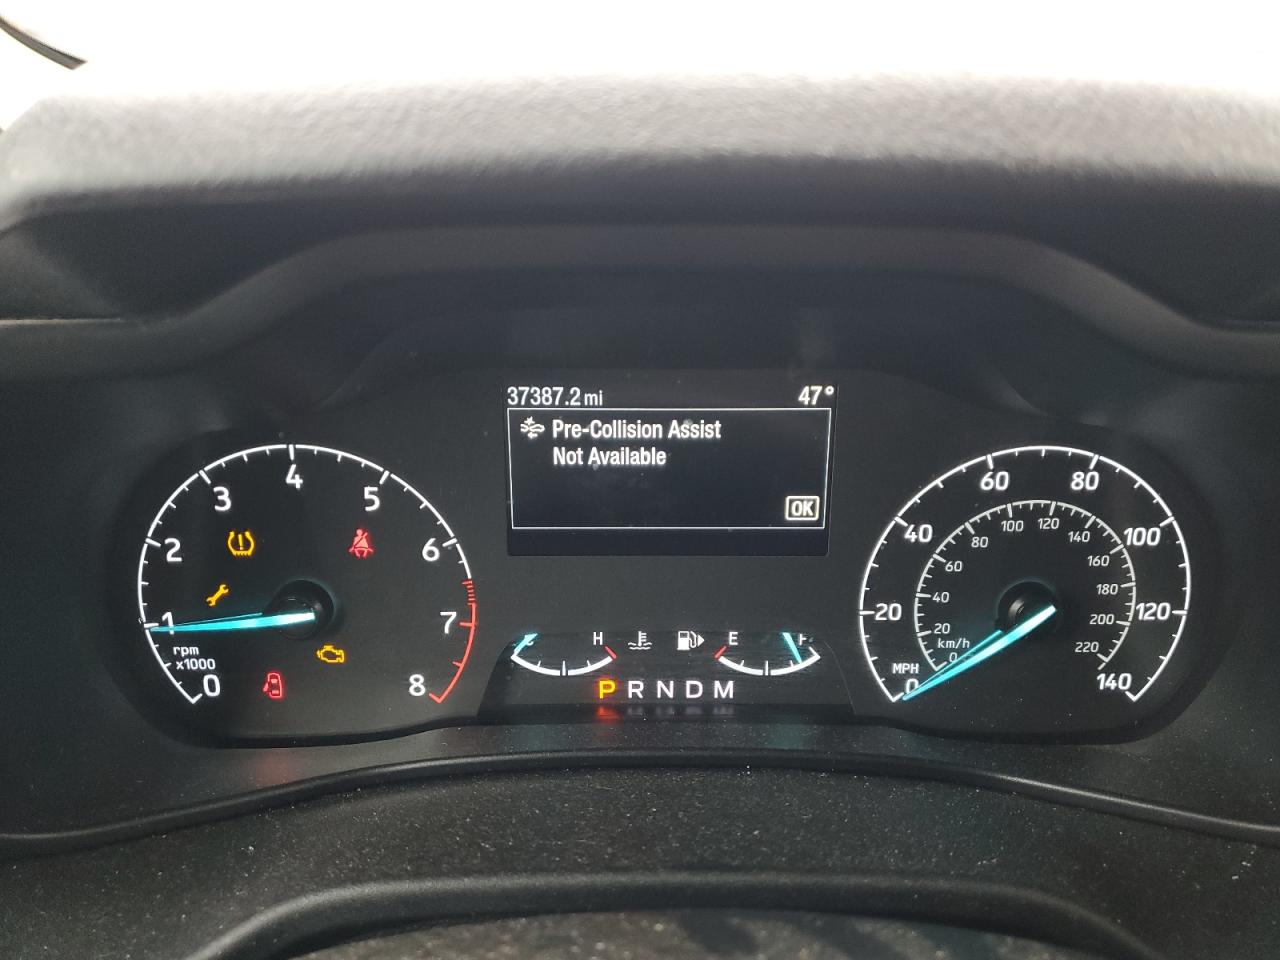 37387.2 mi 47°
Pre-Collision Assist
Not Available
OK
0 1 2 3 4 5 6 7 8
rpm
x1000
H
E F
P R N D M
0 20 40 60 80 100 120 140
MPH
0 20 40 60 80 100 120 140 160 180 200 220
km/h